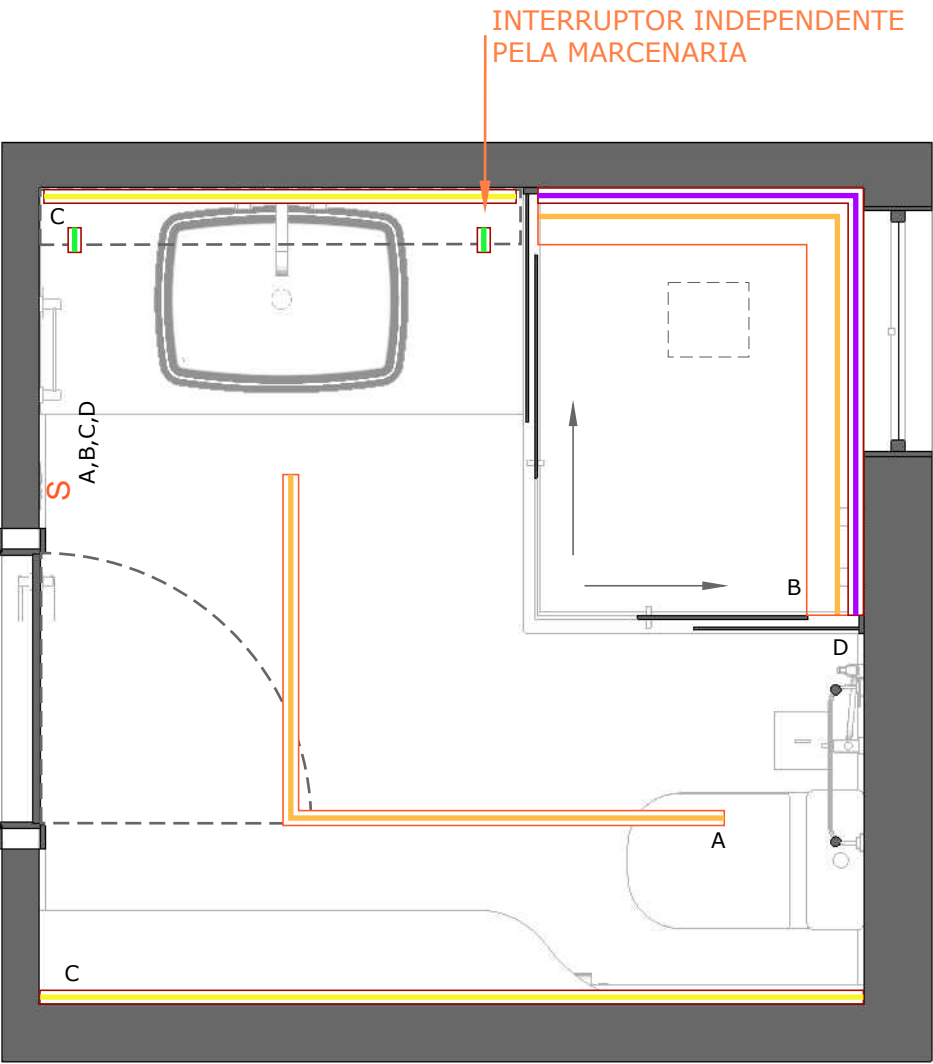 INTERRUPTOR INDEPENDENTE
PELA MARCENARIA
C
A,B,C,D
S
B
D
A
C